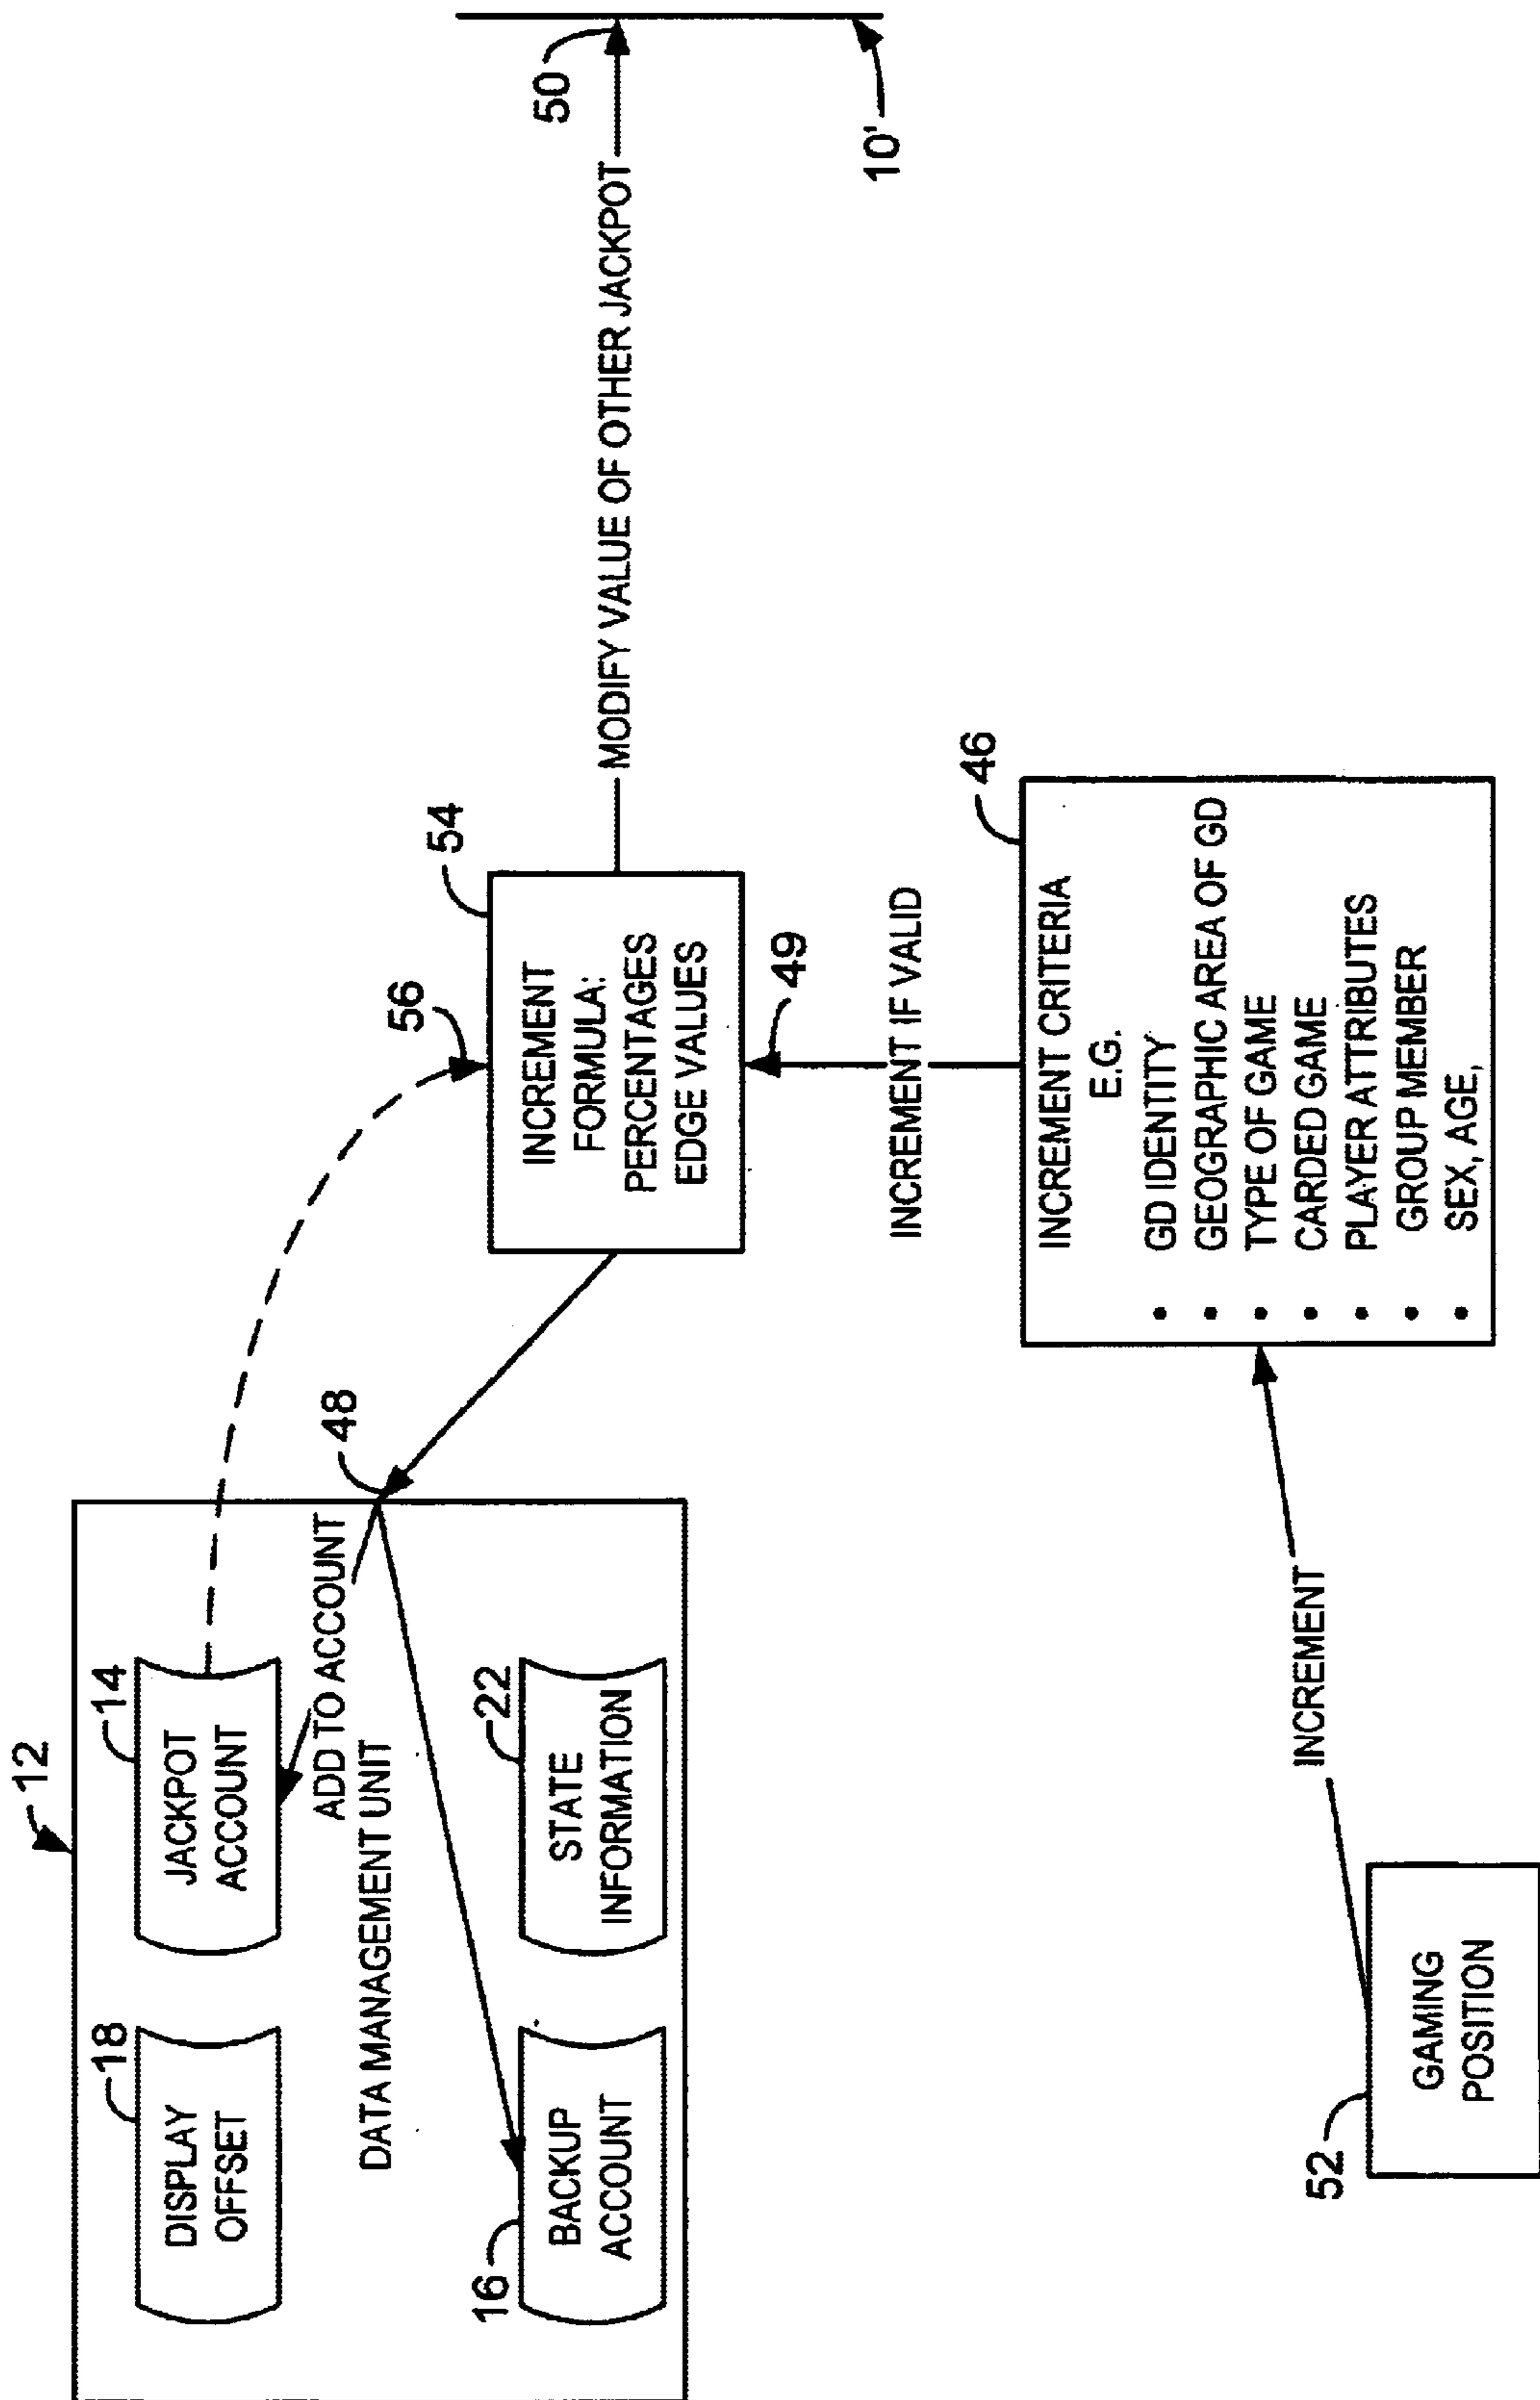 12
18
DISPLAY
OFFSET
14
JACKPOT
ACCOUNT
ADD TO ACCOUNT
DATA MANAGEMENT UNIT
16
BACKUP
ACCOUNT
22
STATE
INFORMATION
48
56
54
INCREMENT
FORMULA:
PERCENTAGES
EDGE VALUES
49
MODIFY VALUE OF OTHER JACKPOT
50
10'
INCREMENT IF VALID
52
GAMING
POSITION
INCREMENT
46
INCREMENT CRITERIA
E.G.
• GD IDENTITY
• GEOGRAPHIC AREA OF GD
• TYPE OF GAME
• CARDED GAME
• PLAYER ATTRIBUTES
• GROUP MEMBER
• SEX, AGE,